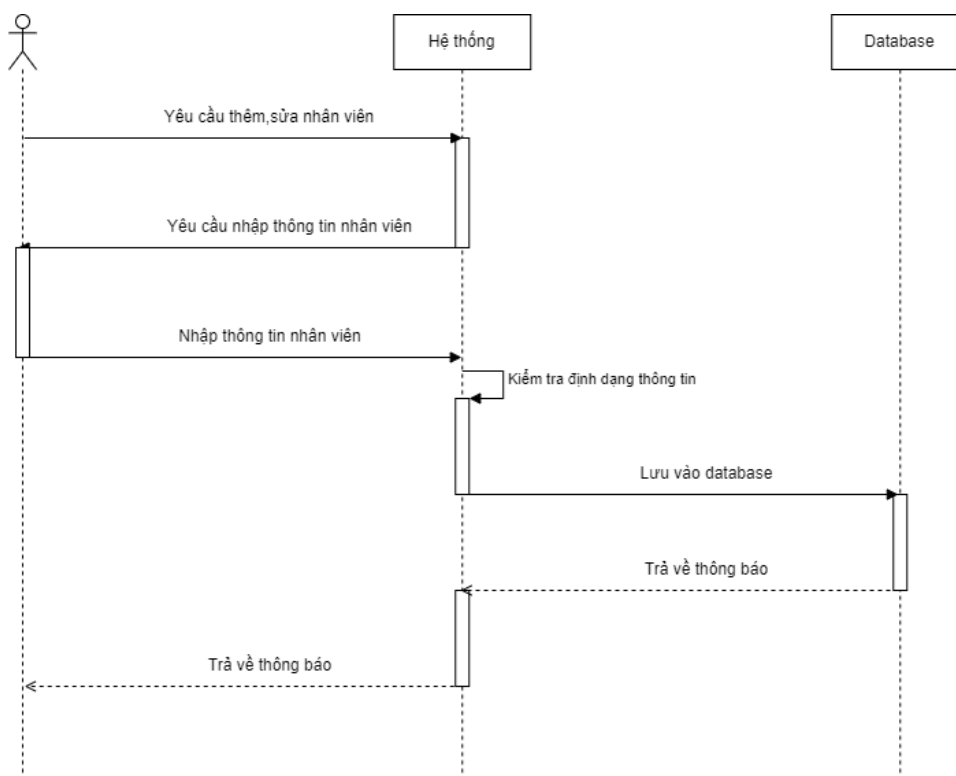 Hệ thống
Database
Yêu cầu thêm,sửa nhân viên
Yêu cầu nhập thông tin nhân viên
Nhập thông tin nhân viên
Kiểm tra định dạng thông tin
Lưu vào database
Trả về thông báo
Trả về thông báo